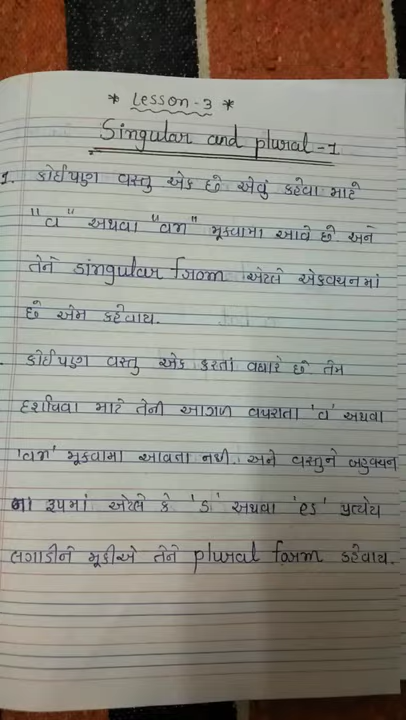 * Lesson - 3 *
Singular and plural - 1
1. કોઈપણ વસ્તુ એક છે એવું કહેવા માટે
"a" અથવા "an" મૂકવામા આવે છે અને
તેને singular form એટલે એકવચન માં
છે એમ કહેવાય.
કોઈપણ વસ્તુ એક કરતાં વધારે છે તેમ
દર્શાવવા માટે તેની આગળ વપરાતા 'a' અથવા
'an' મૂકવામા આવતા નથી. અને વસ્તુને બહુવચન
ના રૂપમાં એટલે કે 's' અથવા 'es' પ્રત્યય
લગાડીને મૂકીએ તેને plural form કહેવાય.